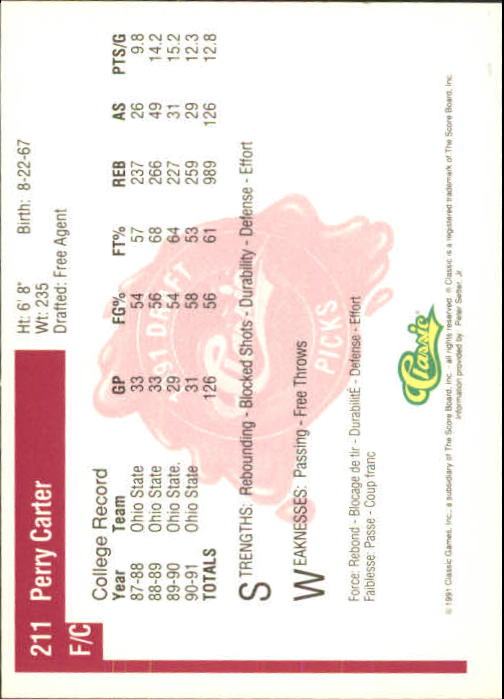 211 Perry Carter
F/C
Ht: 6' 8" Birth: 8-22-67
Wt: 235
Drafted: Free Agent
College Record
Year Team GP FG% FT% REB AS PTS/G
87-88 Ohio State 33 54 57 237 26 9.8
88-89 Ohio State 33 56 68 266 49 14.2
89-90 Ohio State. 29 54 64 227 31 15.2
90-91 Ohio State 31 58 53 259 29 12.3
TOTALS 126 56 61 989 126 12.8
STRENGTHS: Rebounding - Blocked Shots - Durability - Defense - Effort
WEAKNESSES: Passing - Free Throws
Force: Rebond - Blocage de tir - DurabilitÉ - Defense - Effort
Faiblesse: Passe - Coup franc
Classic
© 1991 Classic Games, Inc., a subsidiary of The Score Board, Inc. - all rights reserved. ® Classic is a registered trademark of The Score Board, Inc.
Information provided by Peter Setter, Jr
1991 DRAFT
Classic
PICKS